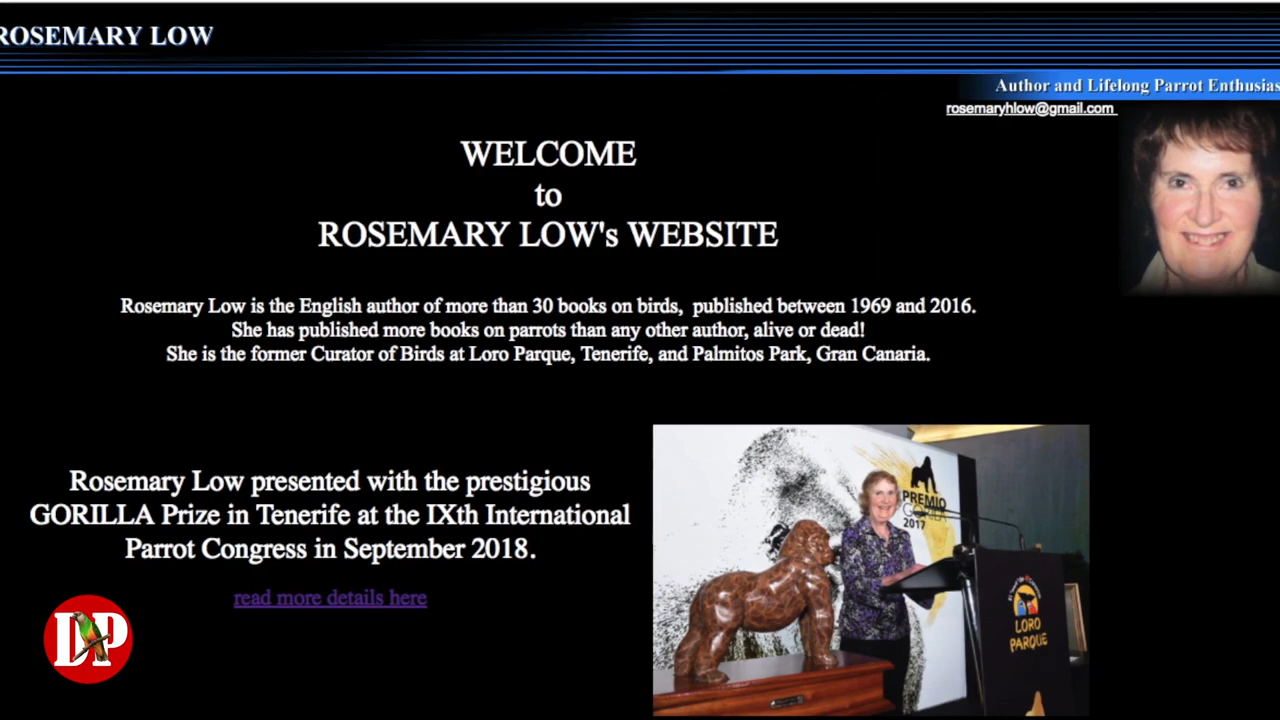 ROSEMARY LOW
Author and Lifelong Parrot Enthusias
rosemaryhlow@gmail.com
WELCOME
to
ROSEMARY LOW's WEBSITE
Rosemary Low is the English author of more than 30 books on birds, published between 1969 and 2016.
She has published more books on parrots than any other author, alive or dead!
She is the former Curator of Birds at Loro Parque, Tenerife, and Palmitos Park, Gran Canaria.
Rosemary Low presented with the prestigious
GORILLA Prize in Tenerife at the IXth International
Parrot Congress in September 2018.
read more details here
PREMIO
GORILA
2017
LORO
PARQUE
DP